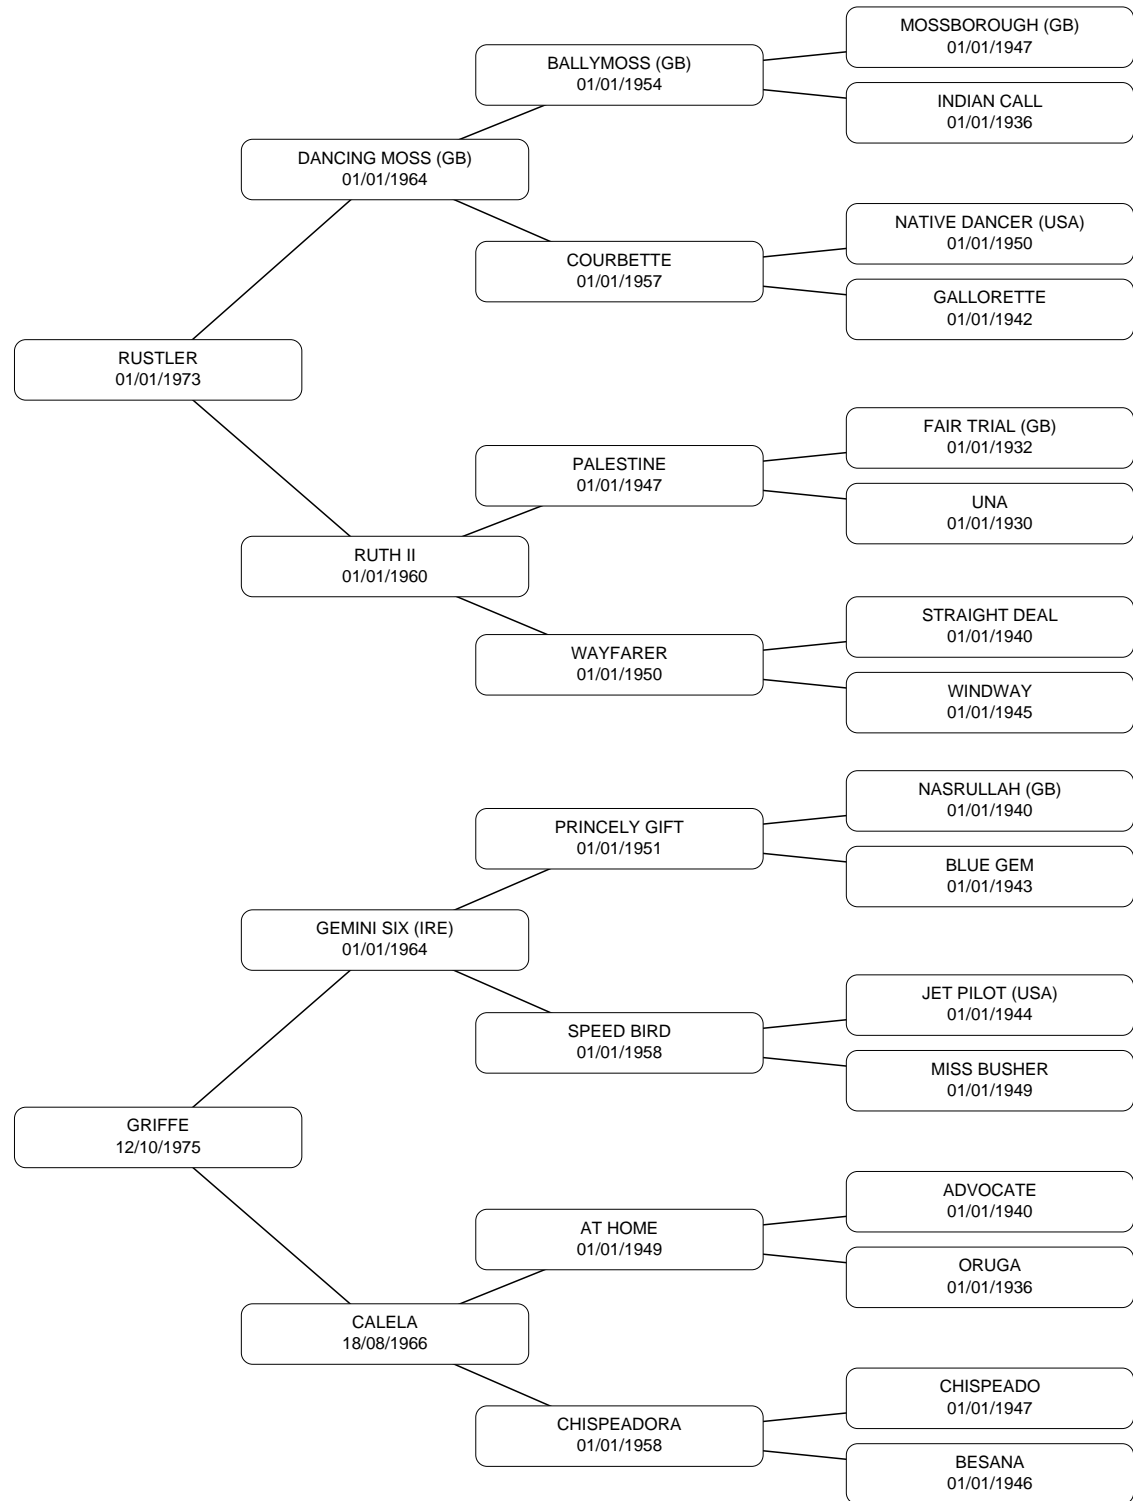 MOSSBOROUGH (GB)
01/01/1947
BALLYMOSS (GB)
01/01/1954
INDIAN CALL
01/01/1936
DANCING MOSS (GB)
01/01/1964
NATIVE DANCER (USA)
01/01/1950
COURBETTE
01/01/1957
GALLORETTE
01/01/1942
RUSTLER
01/01/1973
FAIR TRIAL (GB)
01/01/1932
PALESTINE
01/01/1947
UNA
01/01/1930
RUTH II
01/01/1960
STRAIGHT DEAL
01/01/1940
WAYFARER
01/01/1950
WINDWAY
01/01/1945
NASRULLAH (GB)
01/01/1940
PRINCELY GIFT
01/01/1951
BLUE GEM
01/01/1943
GEMINI SIX (IRE)
01/01/1964
JET PILOT (USA)
01/01/1944
SPEED BIRD
01/01/1958
MISS BUSHER
01/01/1949
GRIFFE
12/10/1975
ADVOCATE
01/01/1940
AT HOME
01/01/1949
ORUGA
01/01/1936
CALELA
18/08/1966
CHISPEADO
01/01/1947
CHISPEADORA
01/01/1958
BESANA
01/01/1946